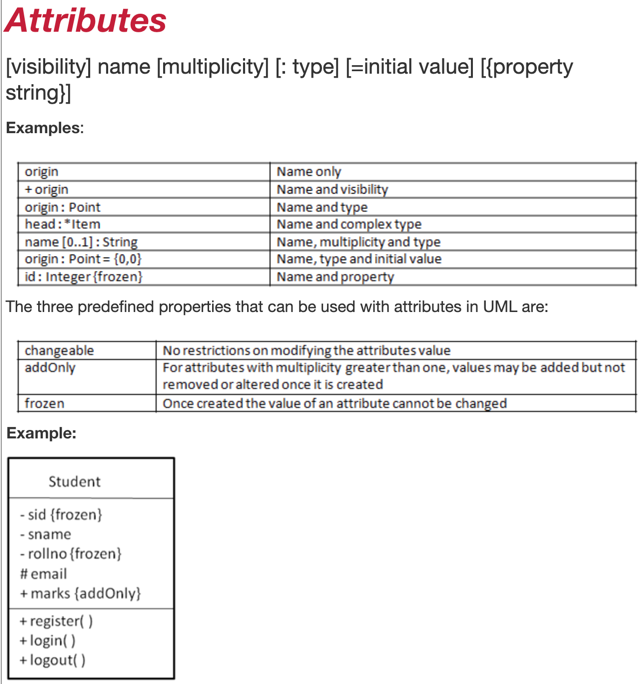 Attributes
[visibility] name [multiplicity] [: type] [=initial value] [{property
string}]
Examples:
origin Name only
+ origin Name and visibility
origin : Point Name and type
head : *Item Name and complex type
name [0..1] : String Name, multiplicity and type
origin : Point = {0,0} Name, type and initial value
id : Integer {frozen} Name and property
The three predefined properties that can be used with attributes in UML are:
changeable No restrictions on modifying the attributes value
addOnly For attributes with multiplicity greater than one, values may be added but not
removed or altered once it is created
frozen Once created the value of an attribute cannot be changed
Example:
Student
- sid {frozen}
- sname
- rollno {frozen}
# email
+ marks {addOnly}
+ register( )
+ login( )
+ logout( )